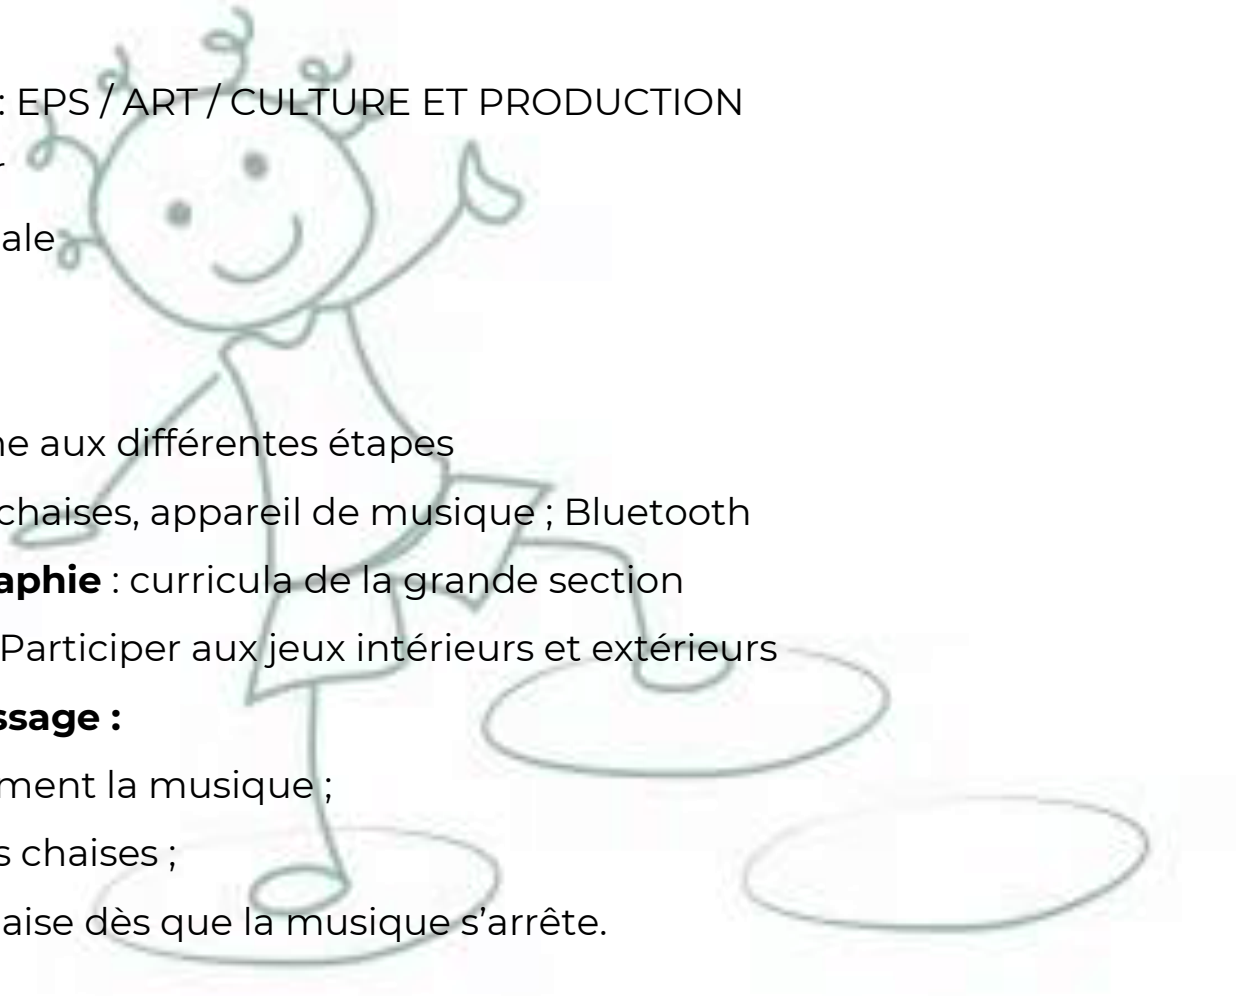 : EPS / ART / CULTURE ET PRODUCTION
ale
ne aux différentes étapes
chaises, appareil de musique ; Bluetooth
aphie : curricula de la grande section
Participer aux jeux intérieurs et extérieurs
ssage :
ment la musique ;
s chaises ;
aise dès que la musique s’arrête.